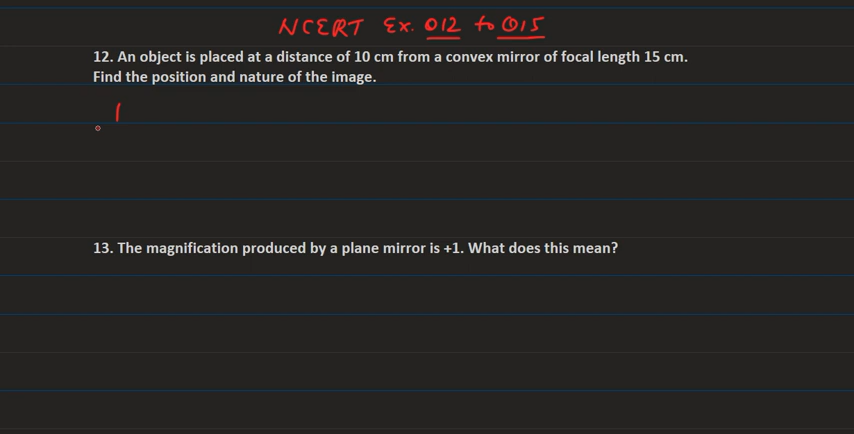 NCERT Ex. Q12 to Q15
12. An object is placed at a distance of 10 cm from a convex mirror of focal length 15 cm.
Find the position and nature of the image.
13. The magnification produced by a plane mirror is +1. What does this mean?